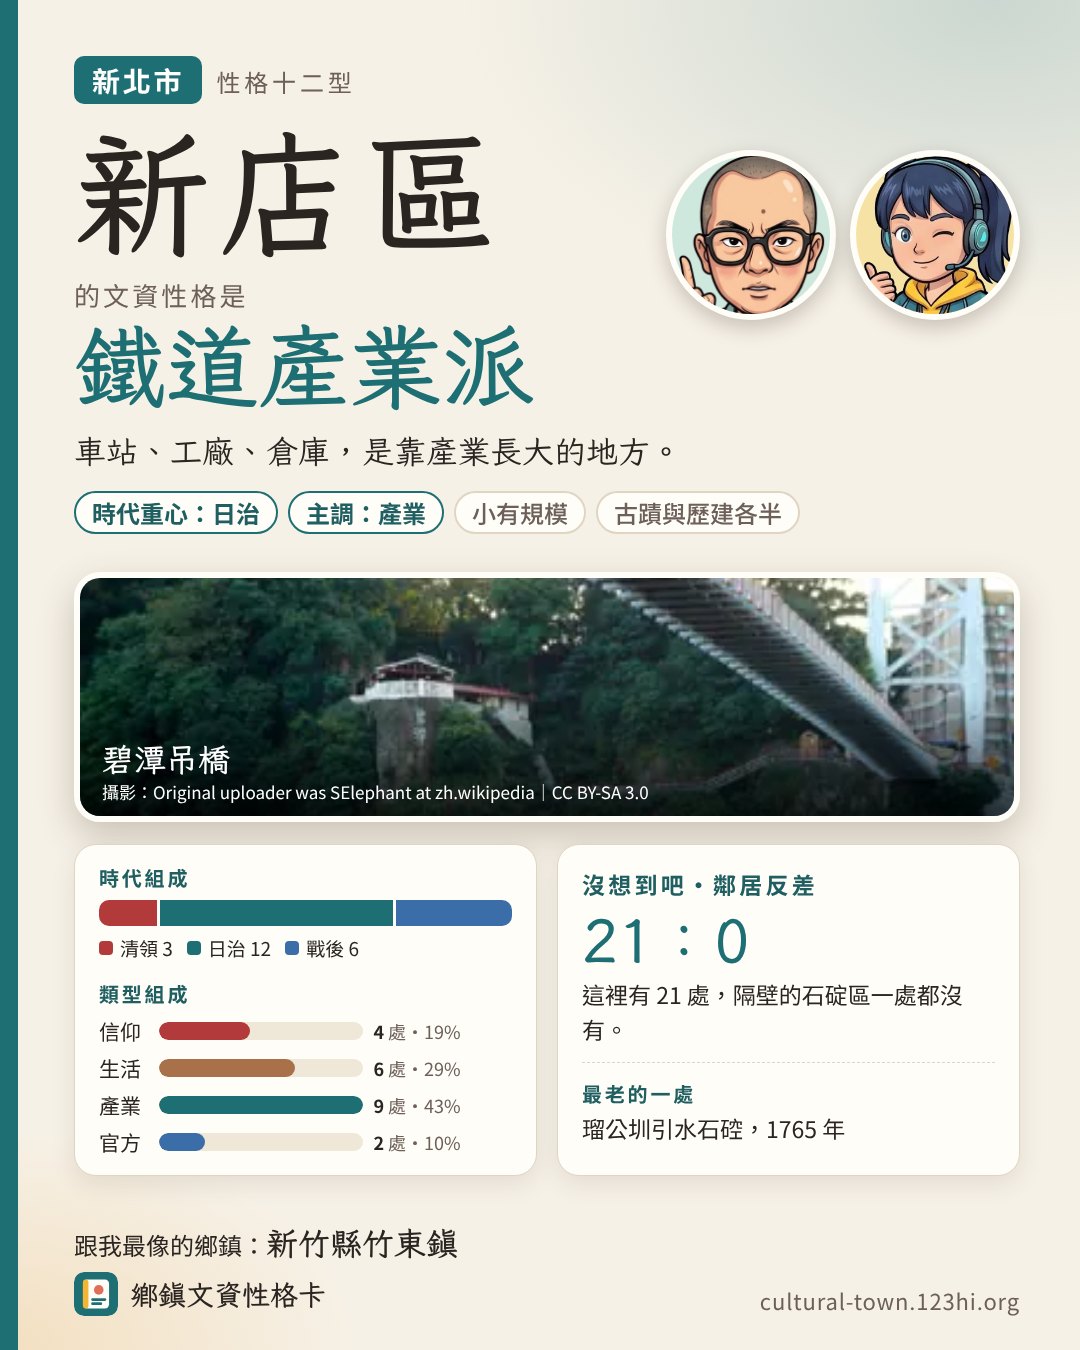 新北市 性格十二型
新店區
的文資性格是
鐵道產業派
車站、工廠、倉庫，是靠產業長大的地方。
時代重心：日治 主調：產業 小有規模 古蹟與歷建各半
碧潭吊橋
攝影：Original uploader was SElephant at zh.wikipedia｜CC BY-SA 3.0
時代組成
清領 3 日治 12 戰後 6
類型組成
信仰 4 處・19%
生活 6 處・29%
產業 9 處・43%
官方 2 處・10%
沒想到吧・鄰居反差
21：0
這裡有 21 處，隔壁的石碇區一處都沒
有。
最老的一處
瑠公圳引水石硿，1765 年
跟我最像的鄉鎮：新竹縣竹東鎮
鄉鎮文資性格卡
cultural-town.123hi.org